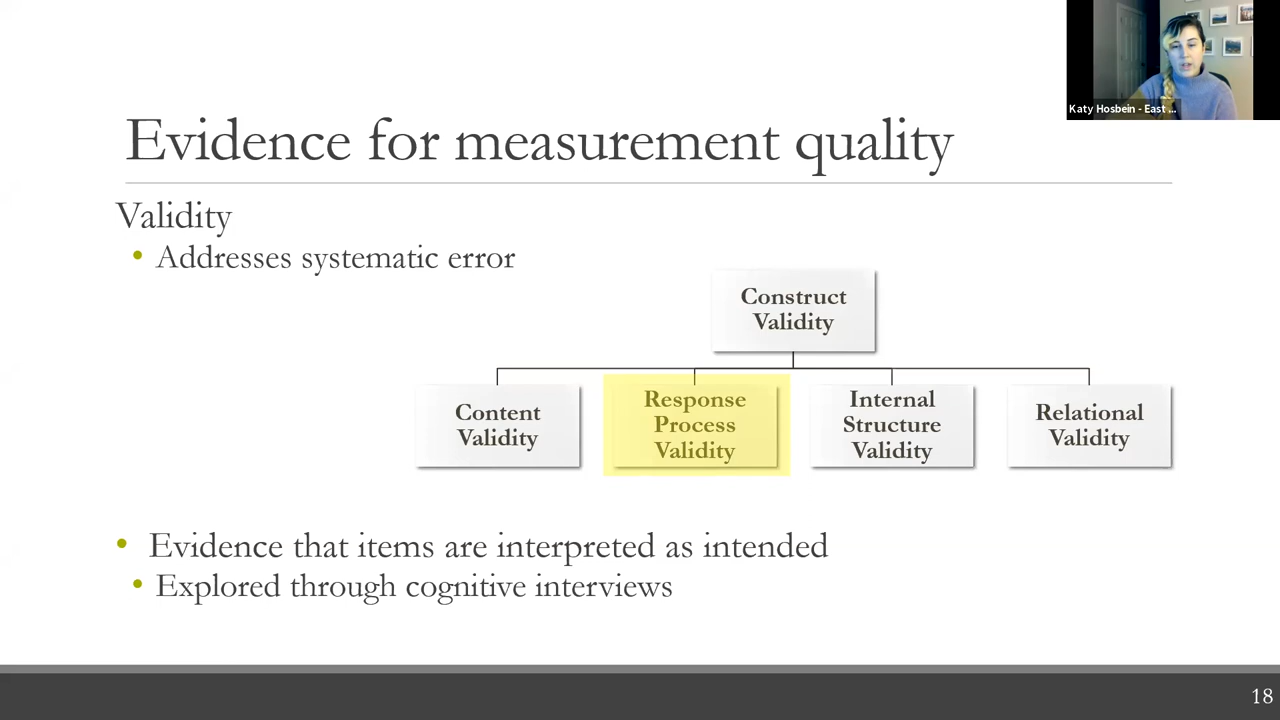 Katy Hosbein - East ...
Evidence for measurement quality
Validity
• Addresses systematic error
Construct
Validity
Content
Validity
Response
Process
Validity
Internal
Structure
Validity
Relational
Validity
• Evidence that items are interpreted as intended
• Explored through cognitive interviews
18